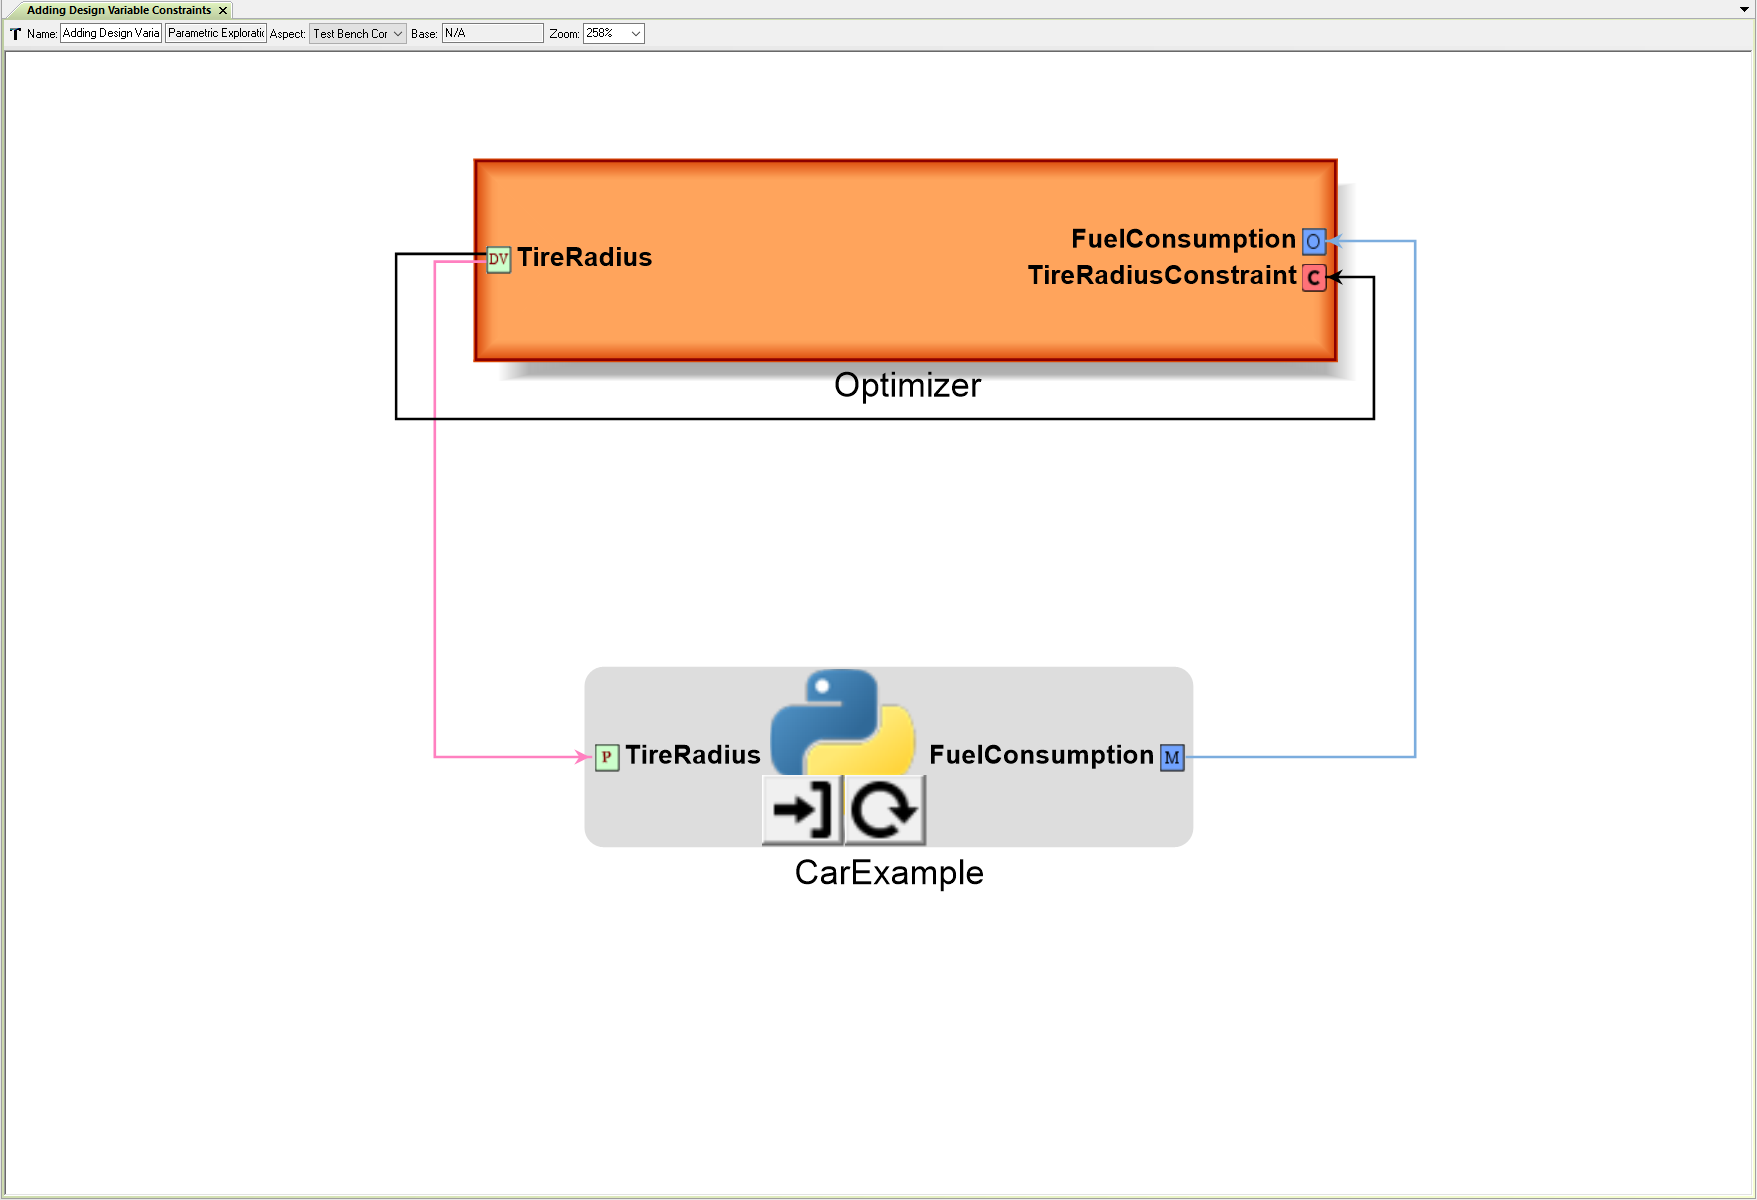 Adding Design Variable Constraints
Name: Adding Design Varia Parametric Exploratic Aspect: Test Bench Cor Base: N/A Zoom: 258%
FuelConsumption O
DV TireRadius
TireRadiusConstraint C
Optimizer
P TireRadius FuelConsumption M
CarExample